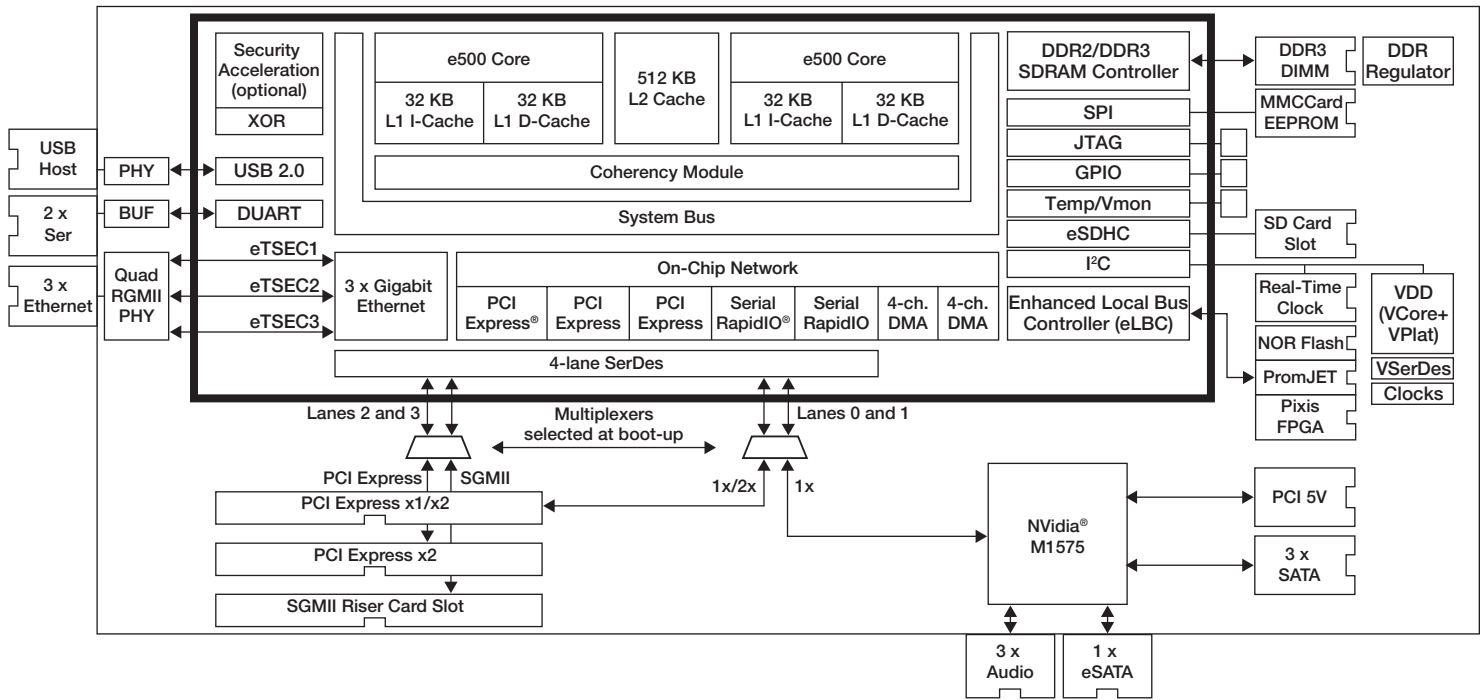 Security
Acceleration
(optional)
XOR
e500 Core
32 KB
L1 I-Cache
32 KB
L1 D-Cache
512 KB
L2 Cache
e500 Core
32 KB
L1 I-Cache
32 KB
L1 D-Cache
Coherency Module
System Bus
DDR2/DDR3
SDRAM Controller
SPI
JTAG
GPIO
Temp/Vmon
eSDHC
I²C
Enhanced Local Bus
Controller (eLBC)
DDR3
DIMM
DDR
Regulator
MMCCard
EEPROM
SD Card
Slot
Real-Time
Clock
NOR Flash
PromJET
Pixis
FPGA
VDD
(VCore+
VPlat)
VSerDes
Clocks
USB
Host
PHY
USB 2.0
2 x
Ser
BUF
DUART
3 x
Ethernet
Quad
RGMII
PHY
eTSEC1
eTSEC2
eTSEC3
3 x Gigabit
Ethernet
On-Chip Network
PCI
Express®
PCI
Express
PCI
Express
Serial
RapidIO®
Serial
RapidIO
4-ch.
DMA
4-ch.
DMA
4-lane SerDes
Lanes 2 and 3
Multiplexers
selected at boot-up
Lanes 0 and 1
PCI Express
SGMII
1x/2x
1x
PCI Express x1/x2
PCI Express x2
SGMII Riser Card Slot
NVidia®
M1575
PCI 5V
3 x
SATA
3 x
Audio
1 x
eSATA